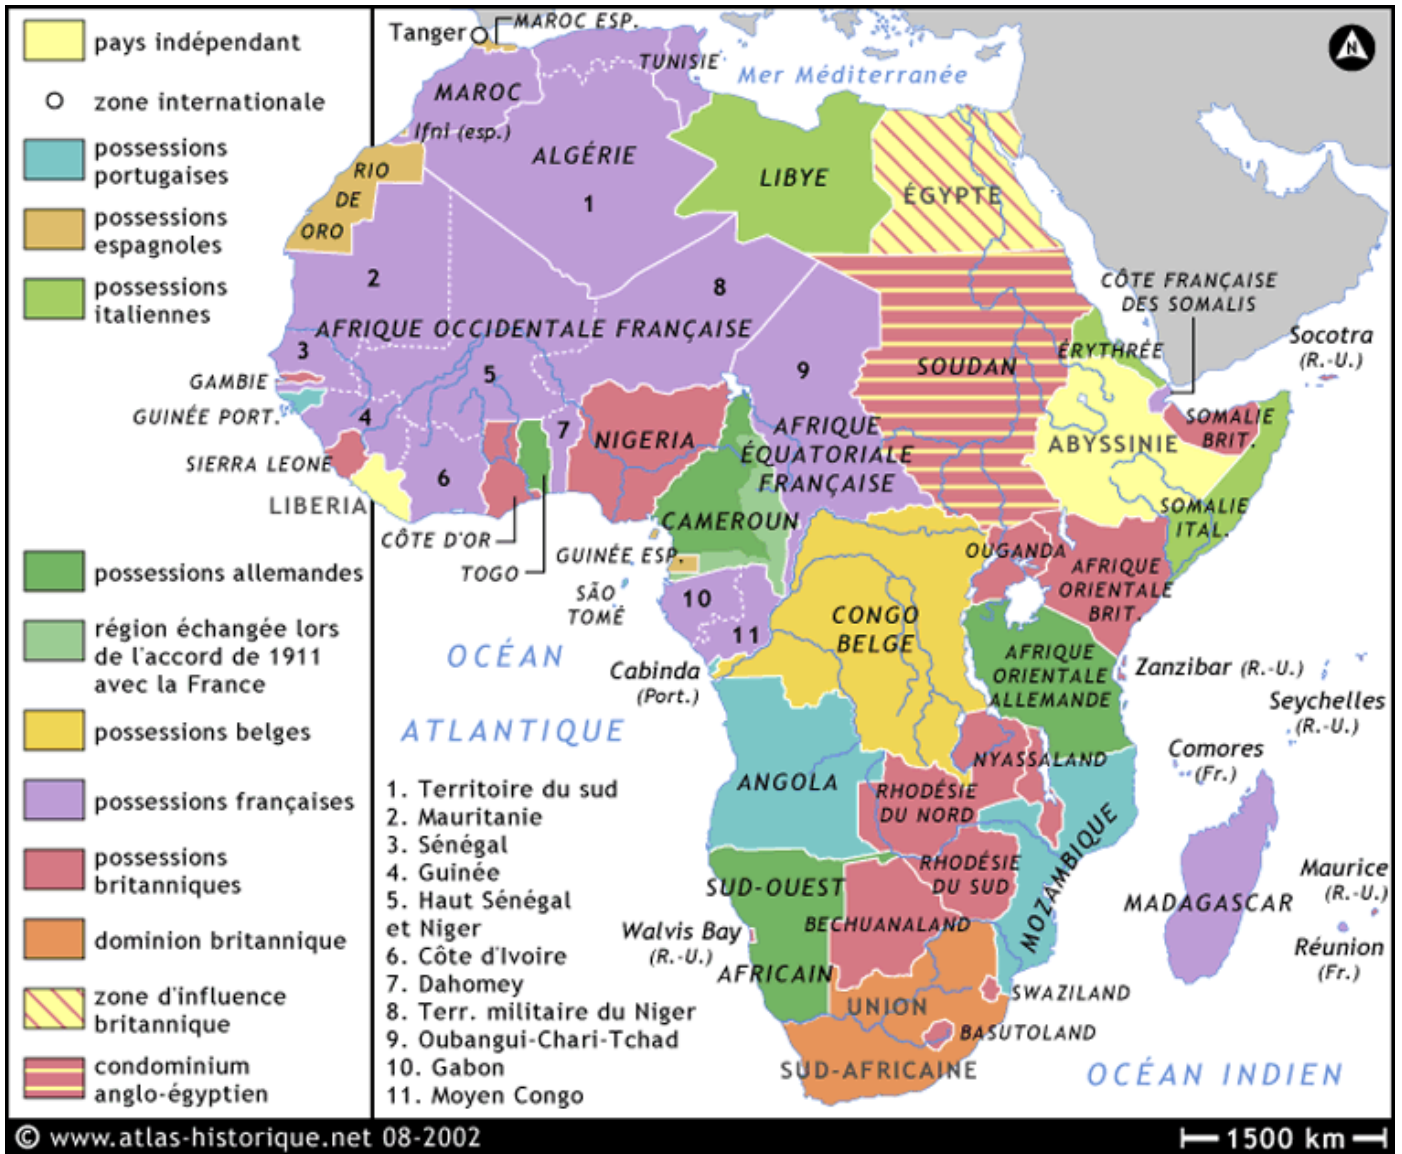 pays indépendant
zone internationale
possessions
portugaises
possessions
espagnoles
possessions
italiennes
possessions allemandes
région échangée lors
de l'accord de 1911
avec la France
possessions belges
possessions françaises
possessions
britanniques
dominion britannique
zone d'influence
britannique
condominium
anglo-égyptien
Tanger
MAROC ESP.
N
TUNISIE
Mer Méditerranée
MAROC
Ifni (esp.)
ALGÉRIE
1
LIBYE
ÉGYPTE
RIO
DE
ORO
2
8
CÔTE FRANÇAISE
DES SOMALIS
AFRIQUE OCCIDENTALE FRANÇAISE
Socotra
(R.-U.)
3
5
9
SOUDAN
ÉRYTHRÉE
GAMBIE
GUINÉE PORT.
4
7
NIGERIA
AFRIQUE
ÉQUATORIALE
FRANÇAISE
ABYSSINIE
SOMALIE
BRIT.
SIERRA LEONE
6
LIBERIA
SOMALIE
ITAL.
CÔTE D'OR
TOGO
CAMEROUN
GUINÉE ESP.
SÃO
TOMÉ
OUGANDA
AFRIQUE
ORIENTALE
BRIT.
10
11
CONGO
BELGE
OCÉAN
ATLANTIQUE
Cabinda
(Port.)
AFRIQUE
ORIENTALE
ALLEMANDE
Zanzibar (R.-U.)
Seychelles
(R.-U.)
Comores
(Fr.)
NYASSALAND
ANGOLA
RHODÉSIE
DU NORD
RHODÉSIE
DU SUD
MOZAMBIQUE
MADAGASCAR
Maurice
(R.-U.)
Réunion
(Fr.)
SUD-OUEST
AFRICAIN
BECHUANALAND
Walvis Bay
(R.-U.)
SWAZILAND
UNION
SUD-AFRICAINE
BASUTOLAND
OCÉAN INDIEN
1. Territoire du sud
2. Mauritanie
3. Sénégal
4. Guinée
5. Haut Sénégal
et Niger
6. Côte d'Ivoire
7. Dahomey
8. Terr. militaire du Niger
9. Oubangui-Chari-Tchad
10. Gabon
11. Moyen Congo
© www.atlas-historique.net 08-2002
1500 km